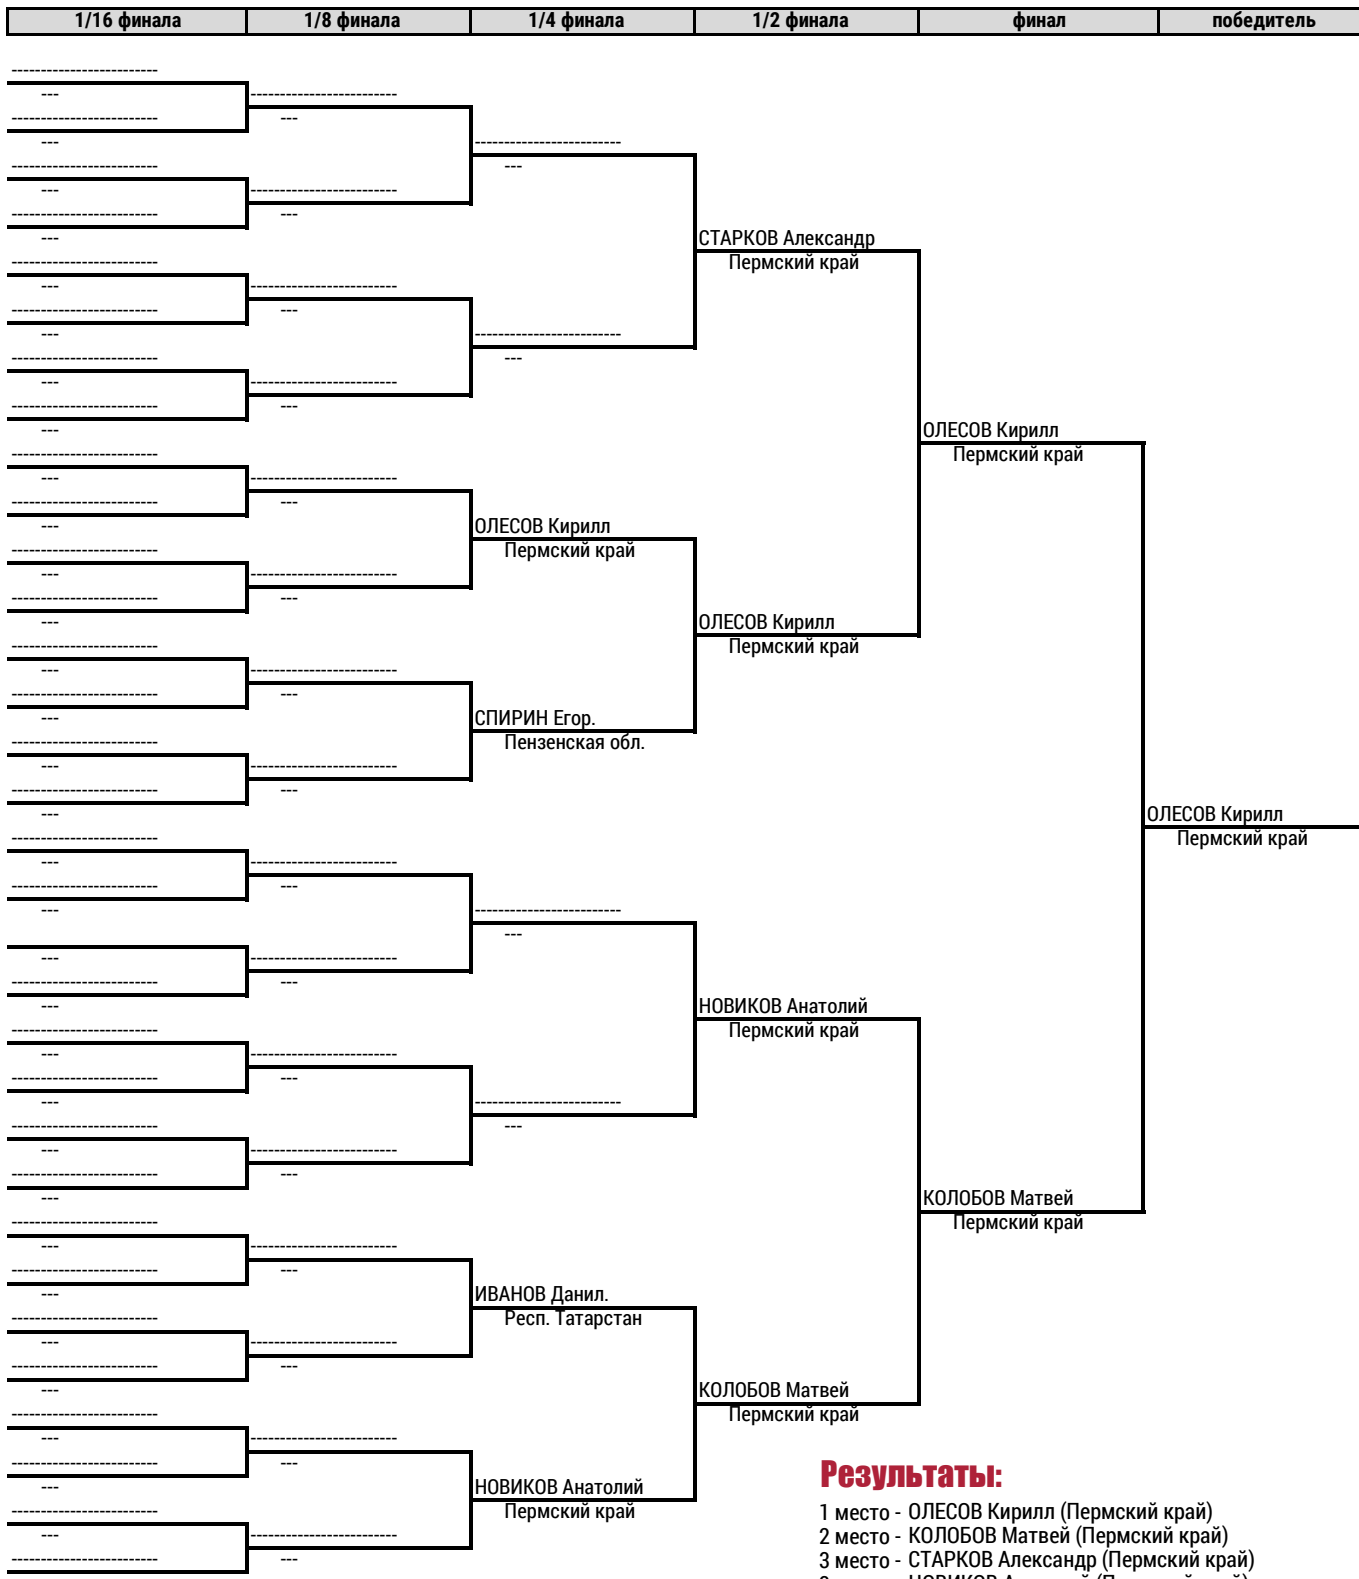 1/16 финала 1/8 финала 1/4 финала 1/2 финала финал победитель
СТАРКОВ Александр
Пермский край
ОЛЕСОВ Кирилл
Пермский край
ОЛЕСОВ Кирилл
Пермский край
ОЛЕСОВ Кирилл
Пермский край
СПИРИН Егор.
Пензенская обл.
ОЛЕСОВ Кирилл
Пермский край
НОВИКОВ Анатолий
Пермский край
КОЛОБОВ Матвей
Пермский край
ИВАНОВ Данил.
Респ. Татарстан
КОЛОБОВ Матвей
Пермский край
НОВИКОВ Анатолий
Пермский край
Результаты:
1 место - ОЛЕСОВ Кирилл (Пермский край)
2 место - КОЛОБОВ Матвей (Пермский край)
3 место - СТАРКОВ Александр (Пермский край)